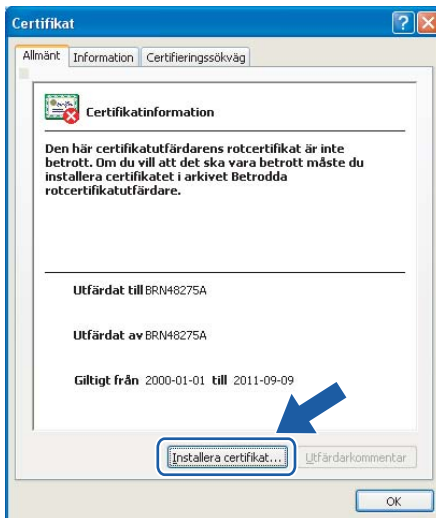 Certifikat
Allmänt Information Certifieringssökväg
Certifikatinformation
Den här certifikatutfärdarens rotcertifikat är inte
betrott. Om du vill att det ska vara betrott måste du
installera certifikatet i arkivet Betrodda
rotcertifikatutfärdare.
Utfärdat till BRN48275A
Utfärdat av BRN48275A
Giltigt från 2000-01-01 till 2011-09-09
Installera certifikat... Utfärdarkommentar
OK